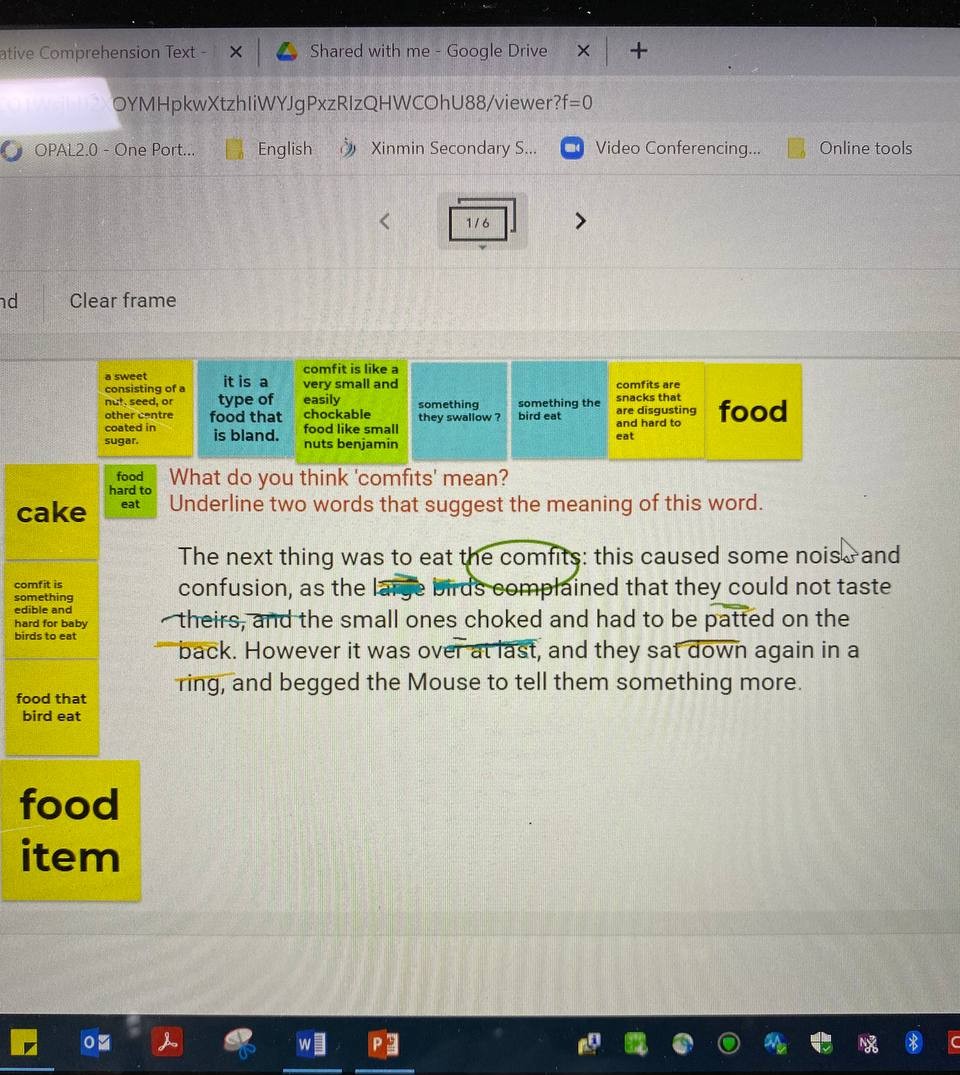 ative Comprehension Text -
Shared with me - Google Drive
OYMHpkwXtzhIiWYJgPxzRIzQHWCOhU88/viewer?f=0
OPAL2.0 - One Port...
English
Xinmin Secondary S...
Video Conferencing...
Online tools
1/6
nd
Clear frame
a sweet
consisting of a
nut, seed, or
other centre
coated in
sugar.
it is a
type of
food that
is bland.
comfit is like a
very small and
easily
chockable
food like small
nuts benjamin
something
they swallow ?
something the
bird eat
comfits are
snacks that
are disgusting
and hard to
eat
food
cake
food
hard to
eat
What do you think 'comfits' mean?
Underline two words that suggest the meaning of this word.
comfit is
something
edible and
hard for baby
birds to eat
The next thing was to eat the comfits: this caused some noise and
confusion, as the large birds complained that they could not taste
theirs, and the small ones choked and had to be patted on the
back. However it was over at last, and they sat down again in a
ring, and begged the Mouse to tell them something more.
food that
bird eat
food
item